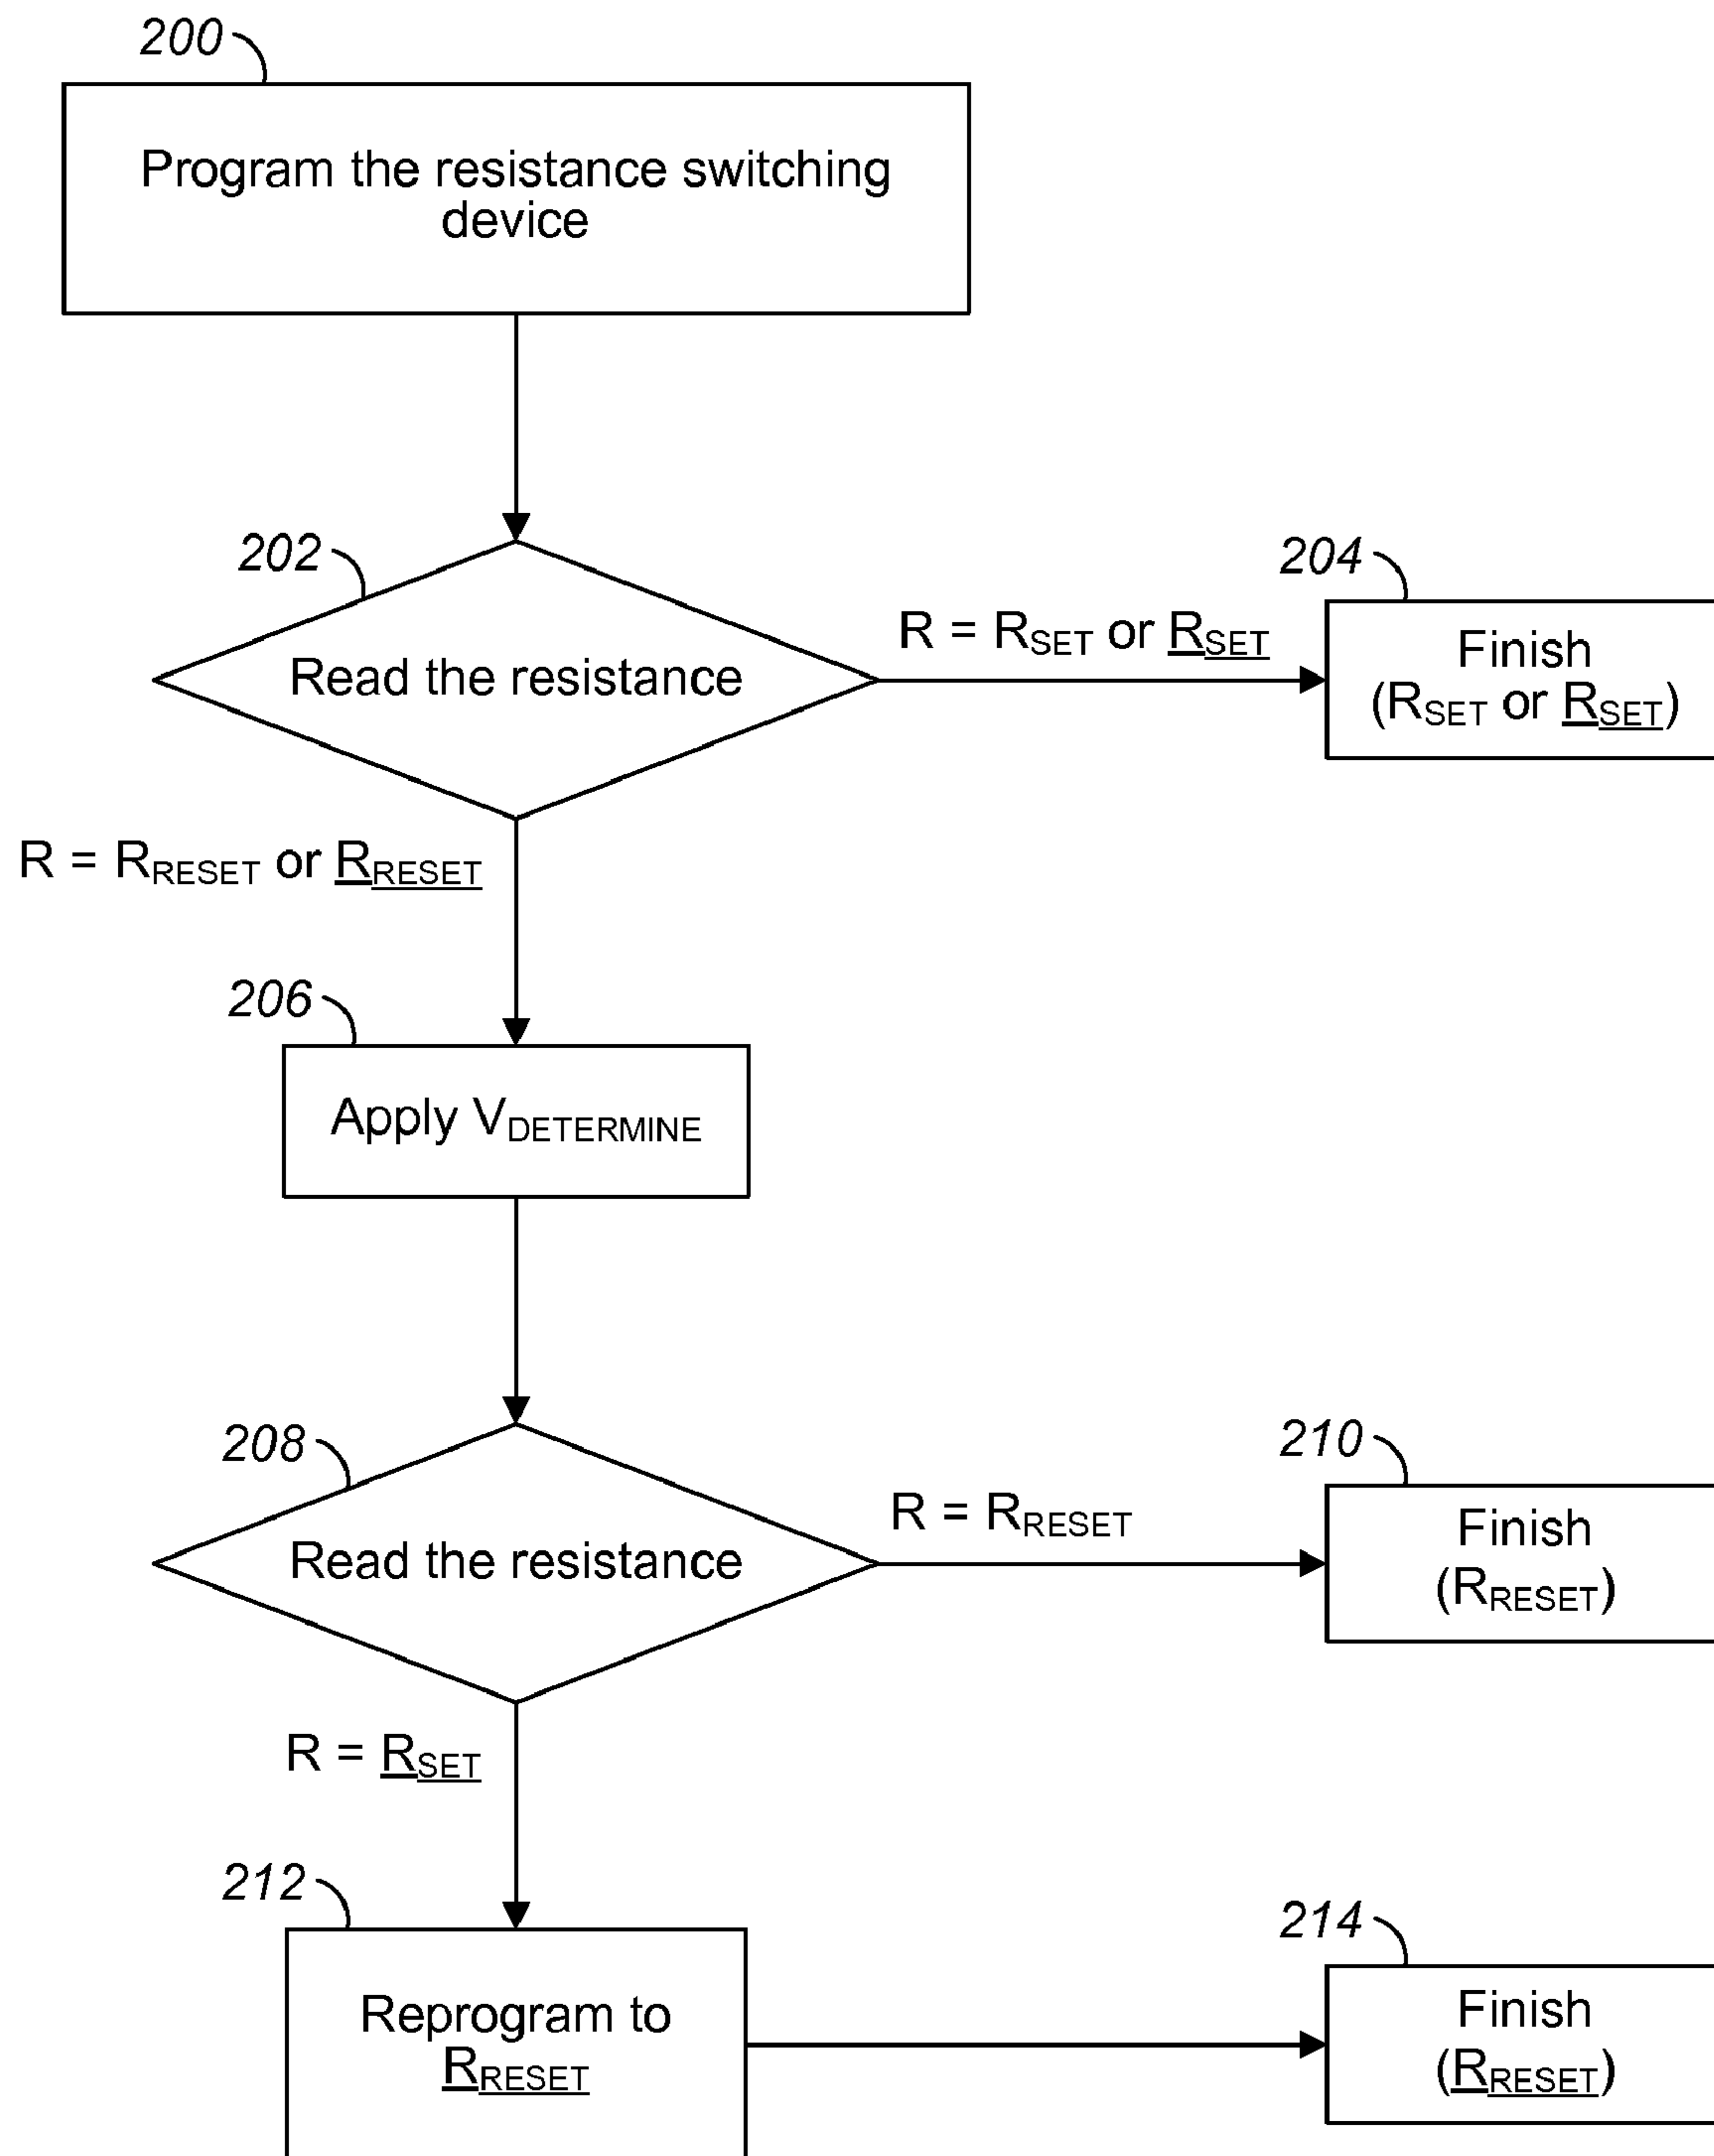 200
Program the resistance switching
device
202
Read the resistance
R = RSET or RSET
204
Finish
(RSET or RSET)
R = RRESET or RRESET
206
Apply VDETERMINE
208
Read the resistance
R = RRESET
210
Finish
(RRESET)
R = RSET
212
Reprogram to
RRESET
214
Finish
(RRESET)